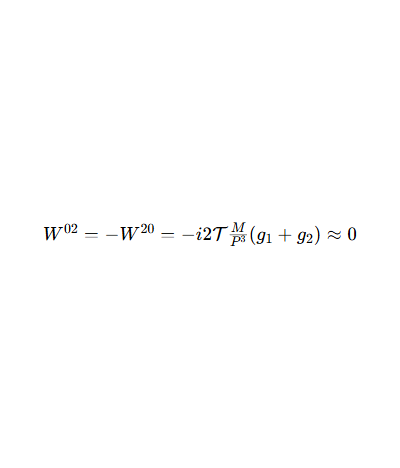 $W^{02} = -W^{20} = -i2\mathcal{T}\frac{M}{P^3}(g_1 + g_2) \approx 0$